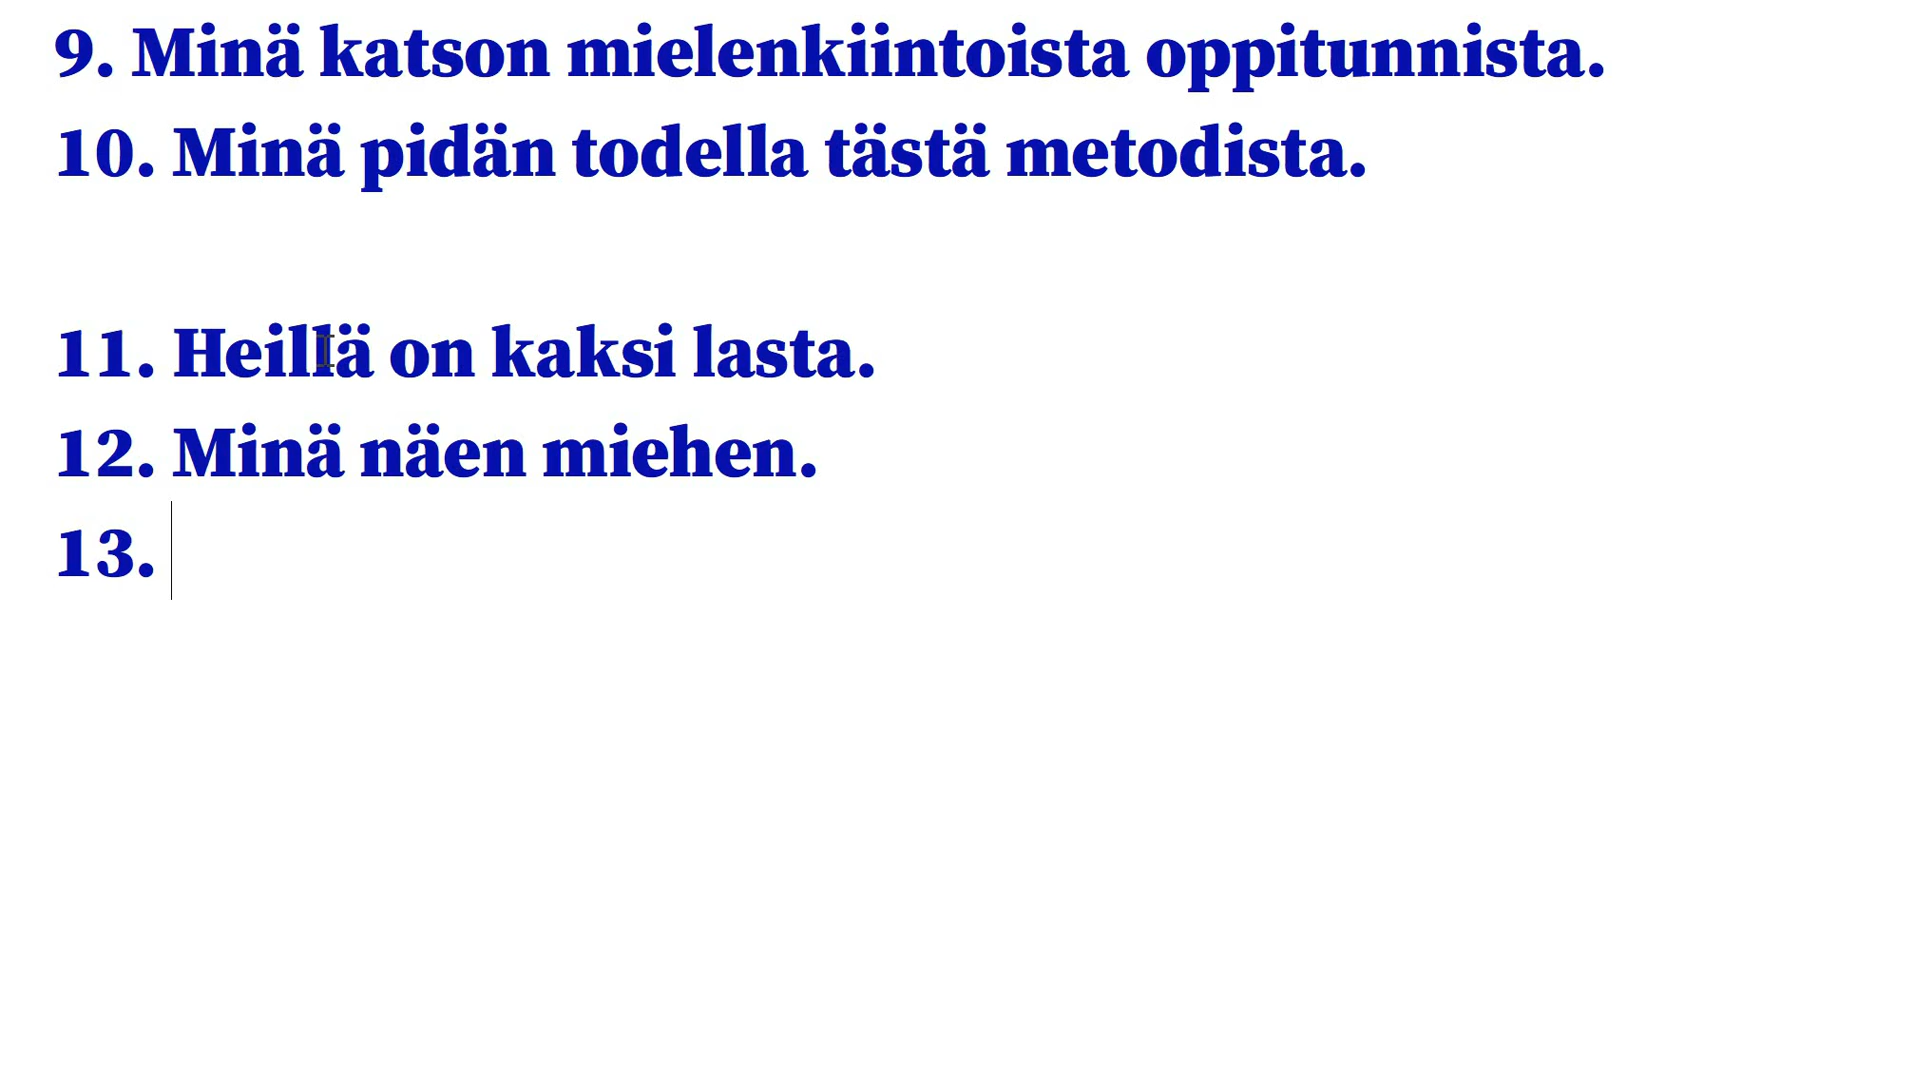 9. Minä katson mielenkiintoista oppitunnista.
10. Minä pidän todella tästä metodista.
11. Heillä on kaksi lasta.
12. Minä näen miehen.
13.